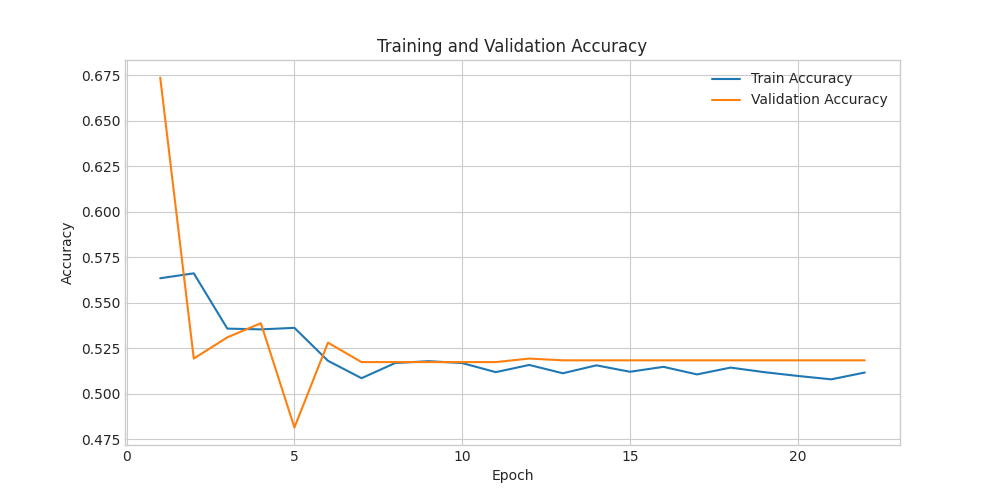 Training and Validation Accuracy
Train Accuracy
Validation Accuracy
Accuracy
0.675
0.650
0.625
0.600
0.575
0.550
0.525
0.500
0.475
0 5 10 15 20
Epoch